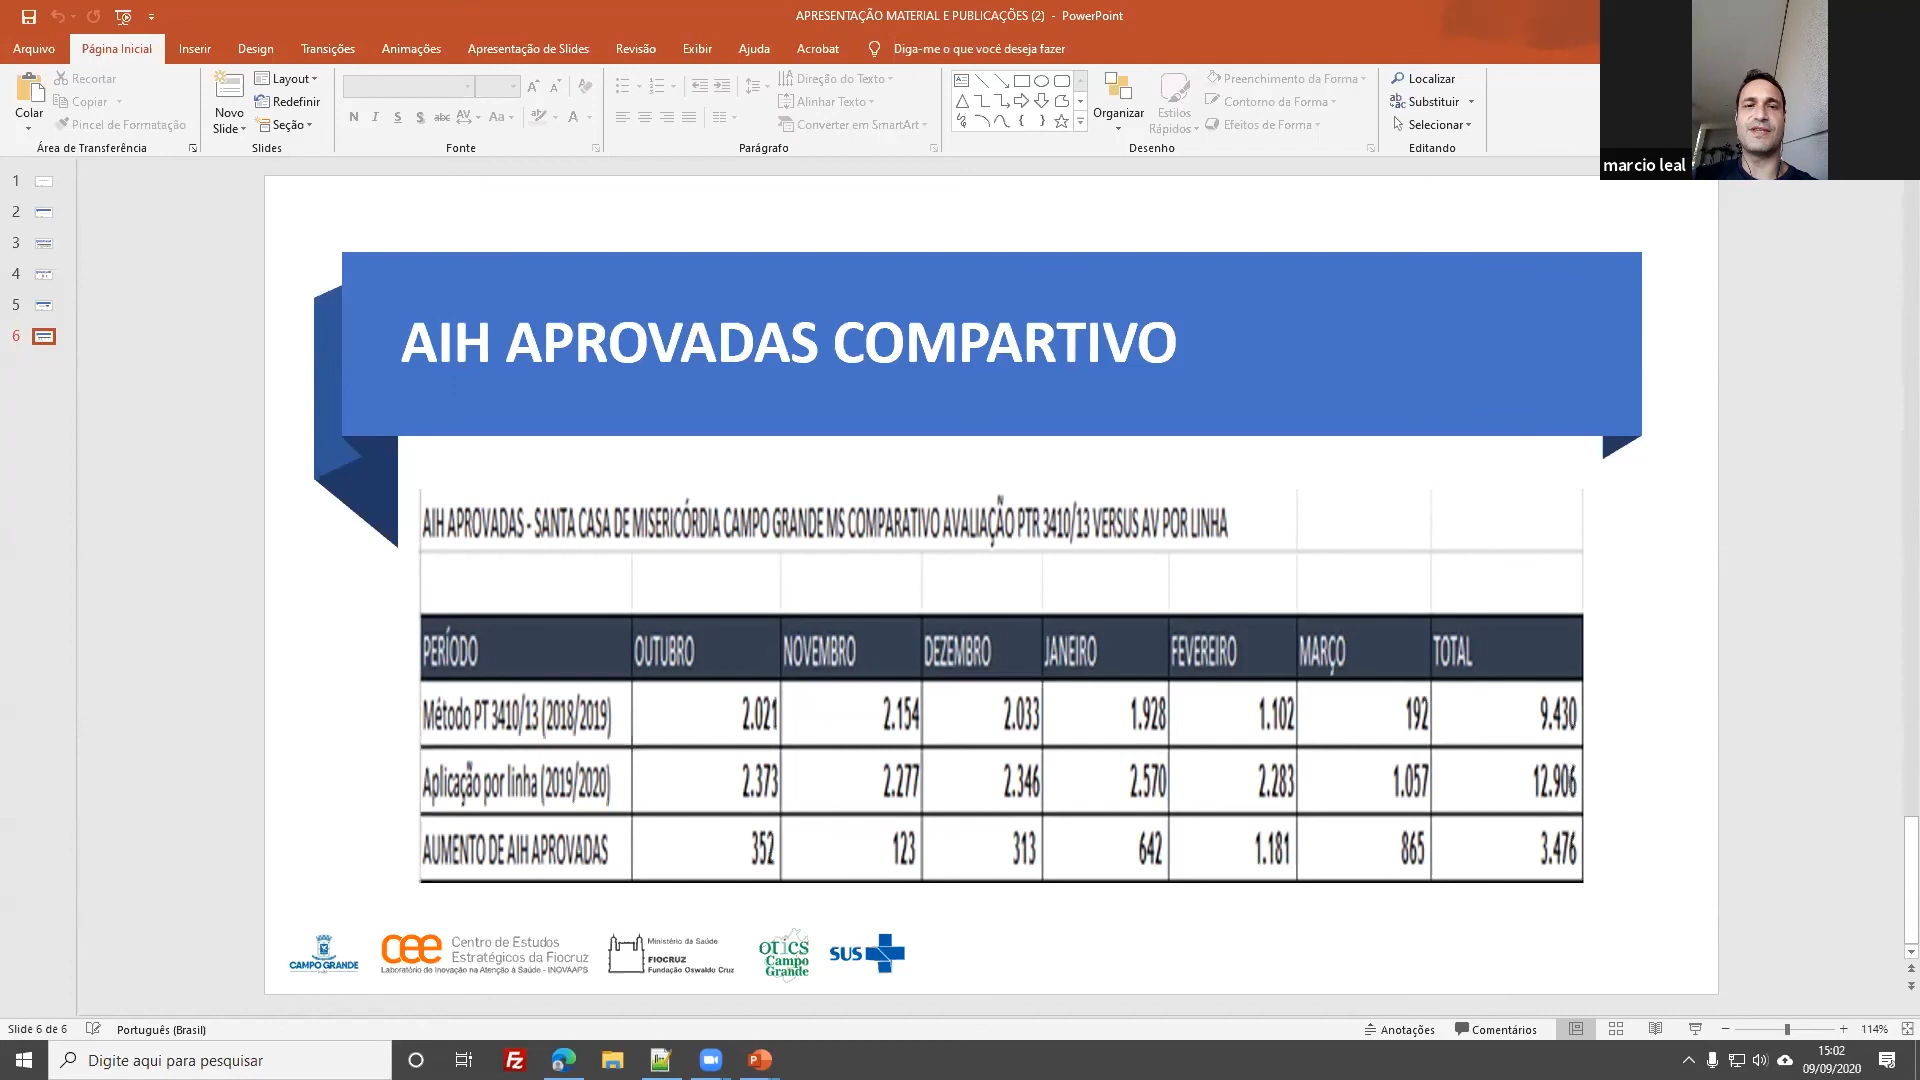 APRESENTAÇÃO MATERIAL E PUBLICAÇÕES (2) - PowerPoint
Arquivo Página Inicial Inserir Design Transições Animações Apresentação de Slides Revisão Exibir Ajuda Acrobat Diga-me o que você deseja fazer
Colar
Recortar
Copiar
Pincel de Formatação
Área de Transferência
Novo
Slide
Layout
Redefinir
Seção
Slides
N I S S abc AV Aa A
Fonte
Direção do Texto
Alinhar Texto
Converter em SmartArt
Parágrafo
Organizar
Estilos
Rápidos
Preenchimento da Forma
Contorno da Forma
Efeitos de Forma
Desenho
Localizar
Substituir
Selecionar
Editando
marcio leal
1
2
3
4
5
6
AIH APROVADAS COMPARTIVO
AIH APROVADAS - SANTA CASA DE MISERICÓRDIA CAMPO GRANDE MS COMPARATIVO AVALIAÇÃO PTR 3410/13 VERSUS AV POR LINHA
PERÍODO OUTUBRO NOVEMBRO DEZEMBRO JANEIRO FEVEREIRO MARÇO TOTAL
Método PT 3410/13 (2018/2019) 2.021 2.154 2.033 1.928 1.102 192 9.430
Aplicação por linha (2019/2020) 2.373 2.277 2.346 2.570 2.283 1.057 12.906
AUMENTO DE AIH APROVADAS 352 123 313 642 1.181 865 3.476
CAMPO GRANDE
cee
Centro de Estudos
Estratégicos da Fiocruz
Laboratório de Inovação na Atenção à Saúde - INOVAAPS
Ministério da Saúde
FIOCRUZ
Fundação Oswaldo Cruz
OTICS
Campo
Grande
SUS
Slide 6 de 6 Português (Brasil) Anotações Comentários 114%
Digite aqui para pesquisar
15:02
09/09/2020